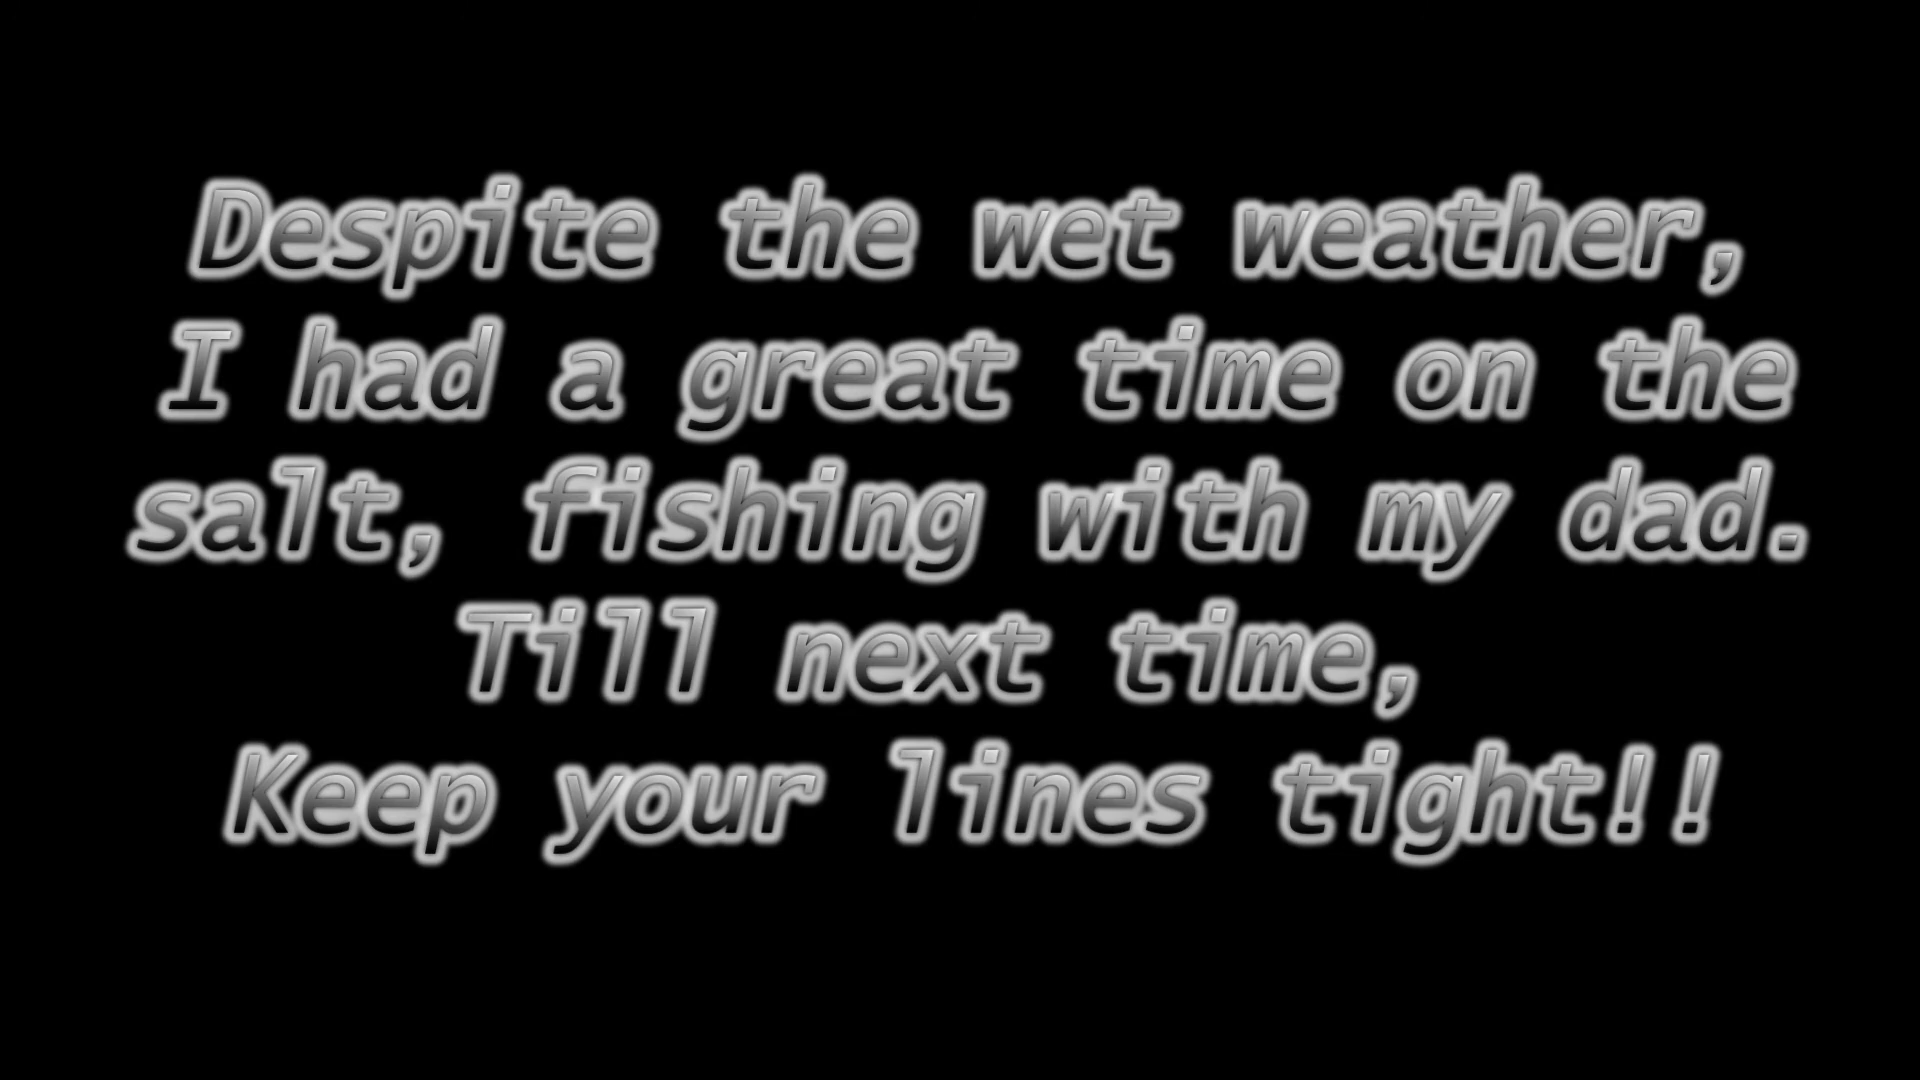 Despite the wet weather,
I had a great time on the
salt, fishing with my dad.
Till next time,
Keep your lines tight!!